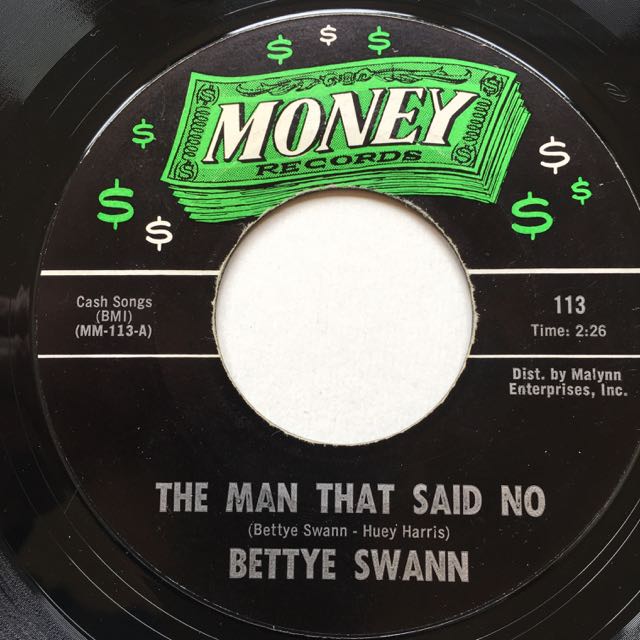 $ $ $
MONEY
RECORDS
$ $ $
$ $ $
Cash Songs
(BMI)
(MM-113-A)
113
Time: 2:26
Dist. by Malynn
Enterprises, Inc.
THE MAN THAT SAID NO
(Bettye Swann - Huey Harris)
BETTYE SWANN